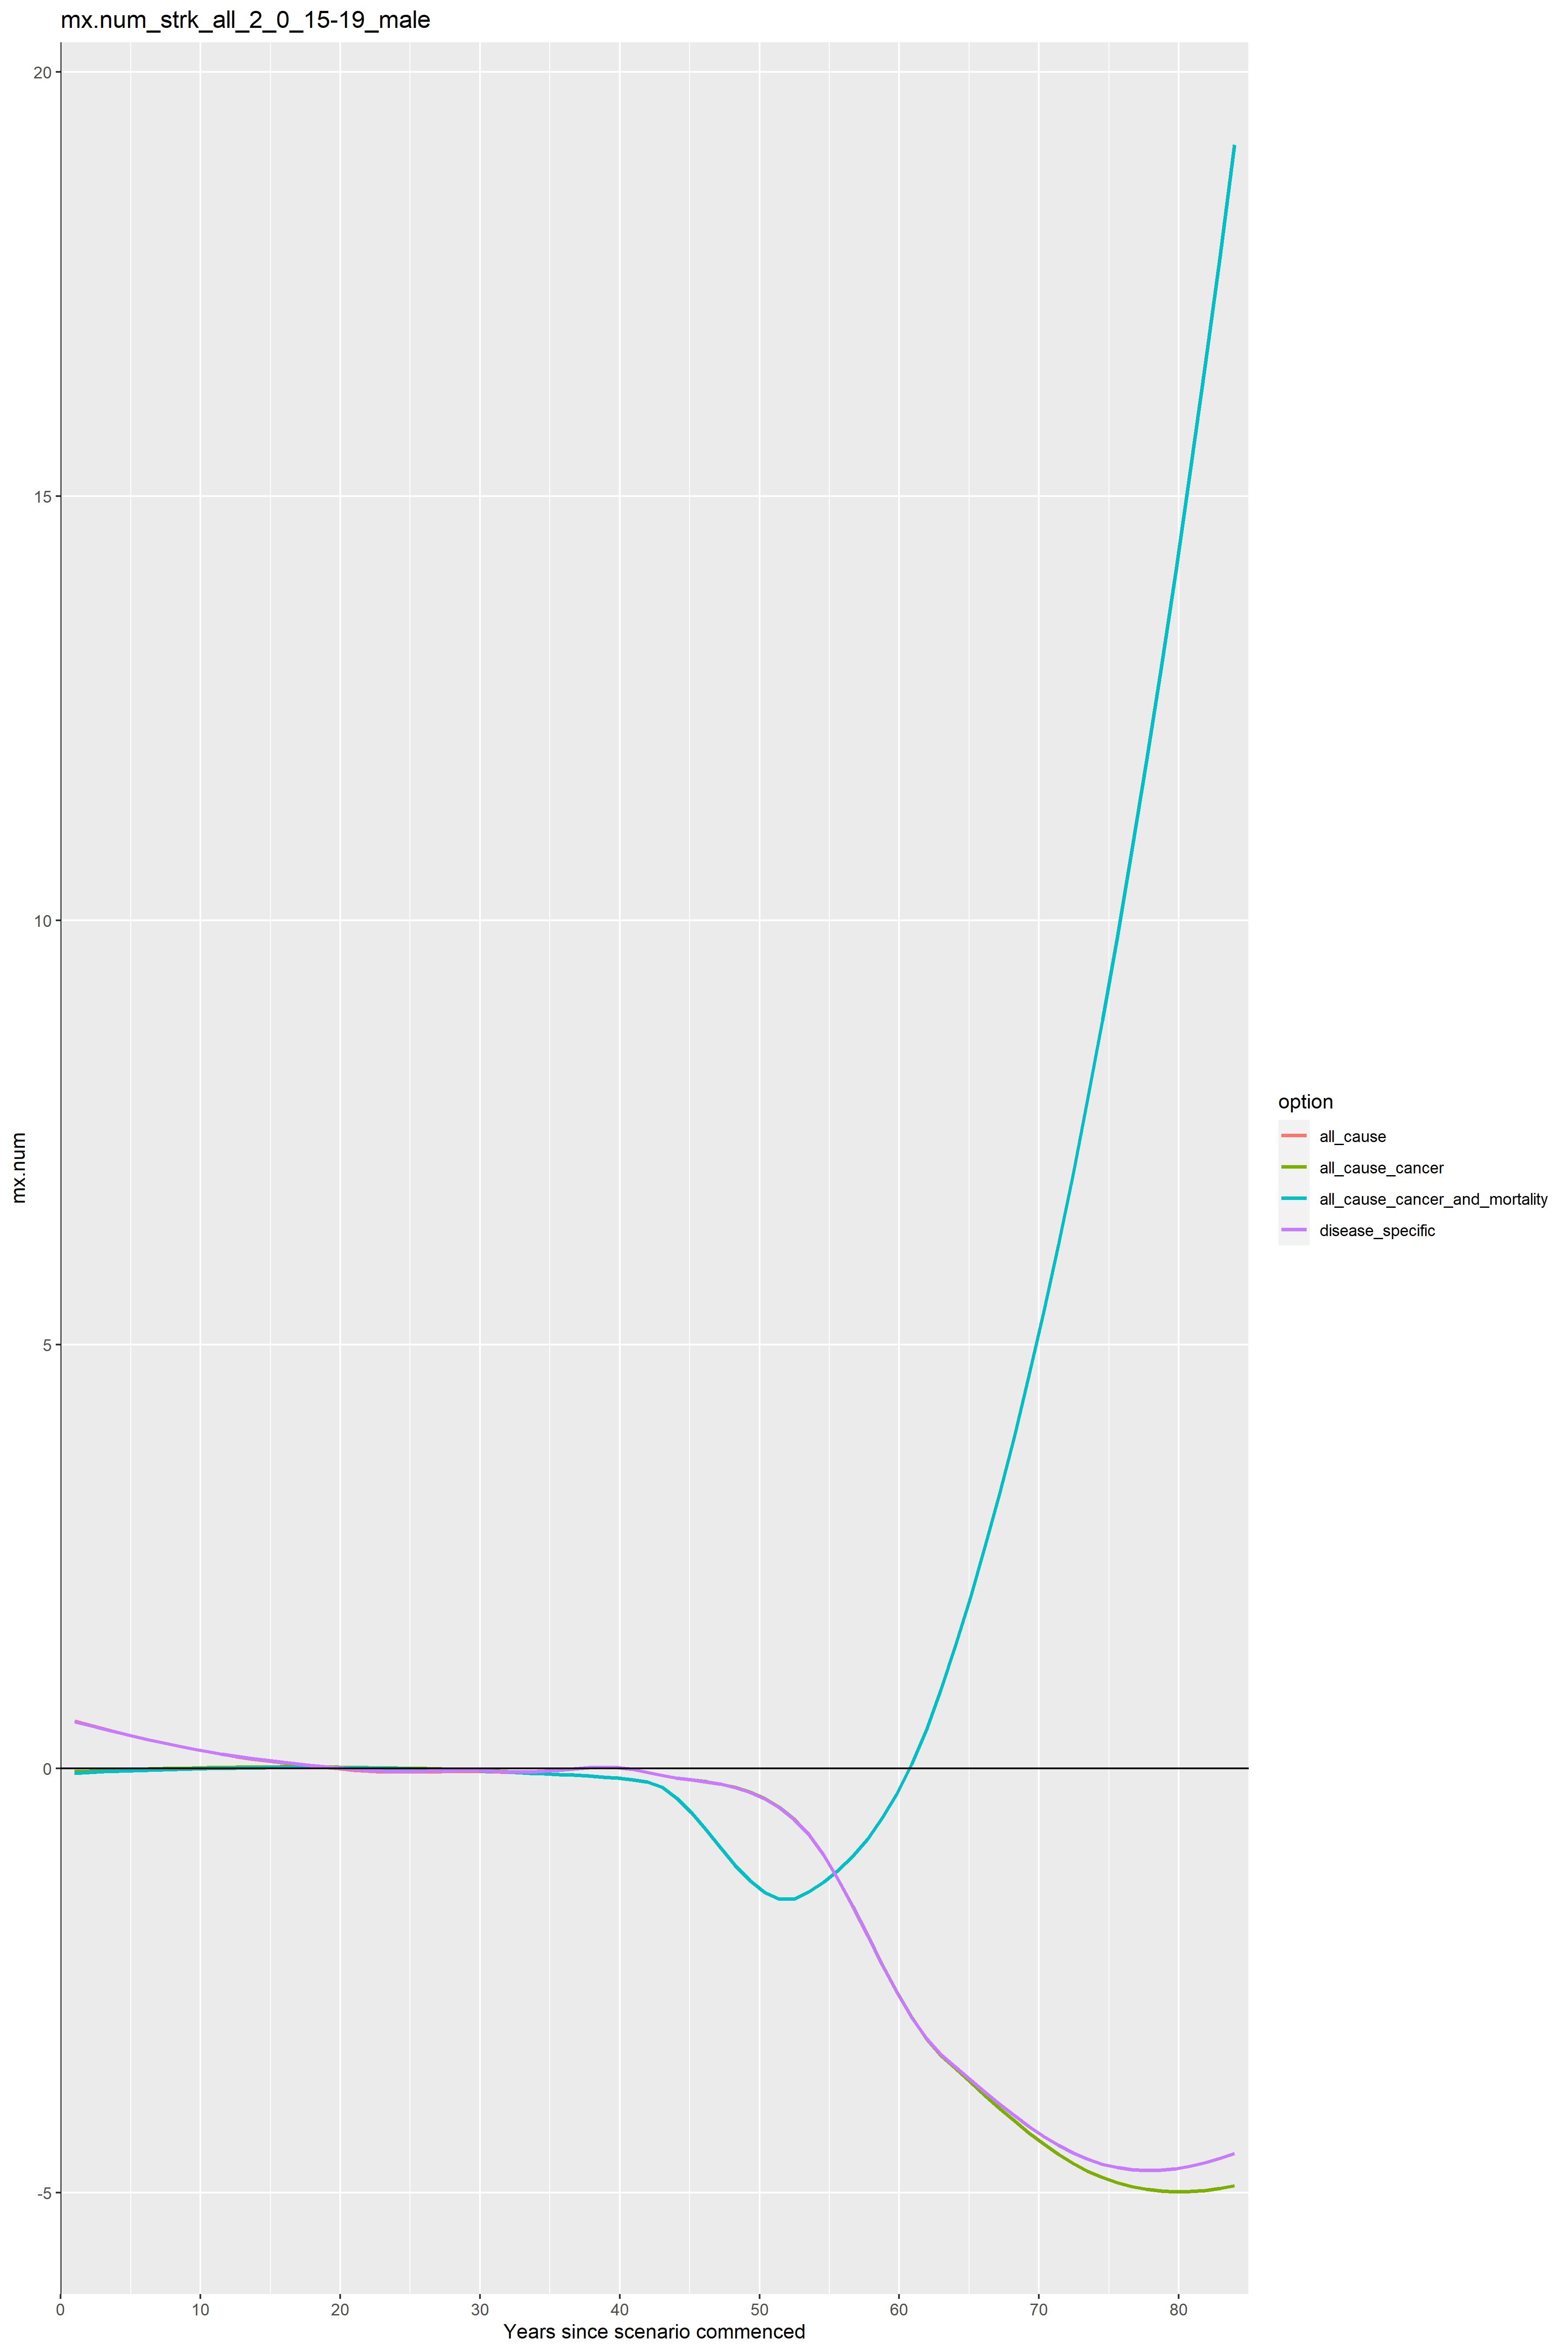 mx.num_strk_all_2_0_15-19_male
20
15
10
5
0
-5
mx.num
0 10 20 30 40 50 60 70 80
Years since scenario commenced
option
all_cause
all_cause_cancer
all_cause_cancer_and_mortality
disease_specific